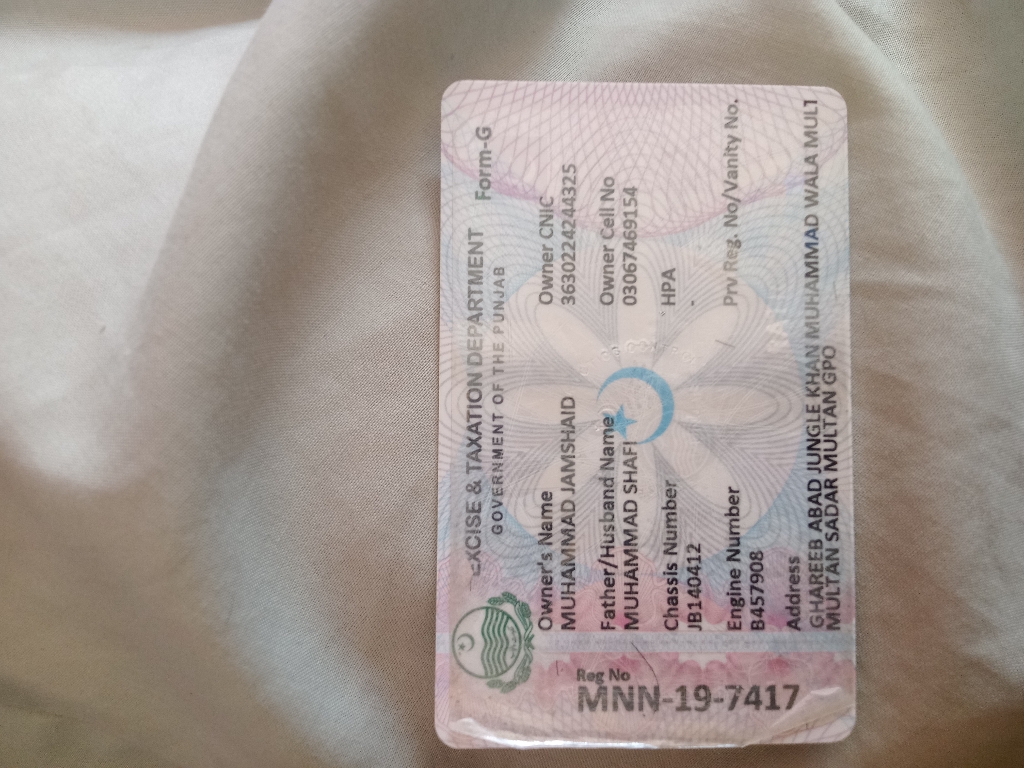 EXCISE & TAXATION DEPARTMENT Form-G
GOVERNMENT OF THE PUNJAB
Owner's Name Owner CNIC
MUHAMMAD JAMSHAID 3630224244325
Father/Husband Name Owner Cell No
MUHAMMAD SHAFI 03067469154
Chassis Number HPA
JB140412 -
Engine Number Prv Reg. No/Vanity No.
B457908
Address
GHAREEB ABAD JUNGLE KHAN MUHAMMAD WALA MULT
MULTAN SADAR MULTAN GPO
Reg No
MNN-19-7417